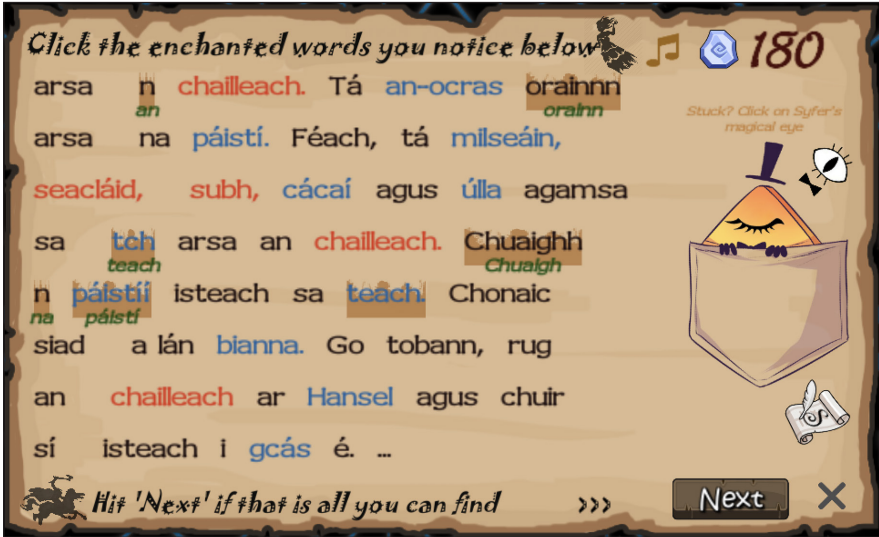 Click the enchanted words you notice below
180
arsa n chailleach. Tá an-ocras orainnn
an orainn
Stuck? Click on Syfer's
magical eye
arsa na páistí. Féach, tá milseáin,
seacláid, subh, cácaí agus úlla agamsa
sa tch arsa an chailleach. Chuaighh
teach Chuaigh
n páistíí isteach sa teach. Chonaic
na páistí
siad a lán bianna. Go tobann, rug
an chailleach ar Hansel agus chuir
sí isteach i gcás é. ...
Hit 'Next' if that is all you can find >>> Next